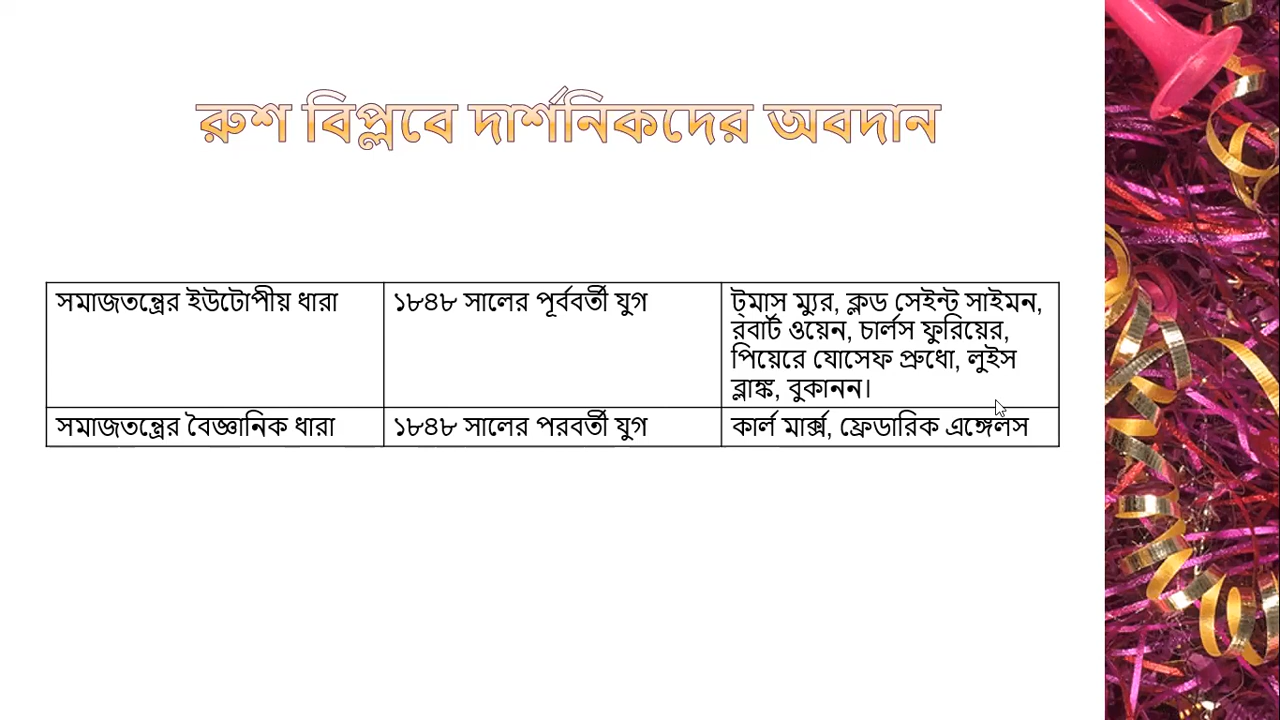 রুশ বিপ্লবে দার্শনিকদের অবদান
সমাজতন্ত্রের ইউটোপীয় ধারা
১৮৪৮ সালের পূর্ববর্তী যুগ
ট্মাস ম্যুর, ক্লড সেইন্ট সাইমন,
রবার্ট ওয়েন, চার্লস ফুরিয়ের,
পিয়েরে যোসেফ প্রুধো, লুইস
ব্লাঙ্ক, বুকানন।
সমাজতন্ত্রের বৈজ্ঞানিক ধারা
১৮৪৮ সালের পরবর্তী যুগ
কার্ল মার্ক্স, ফ্রেডারিক এঙ্গেলস